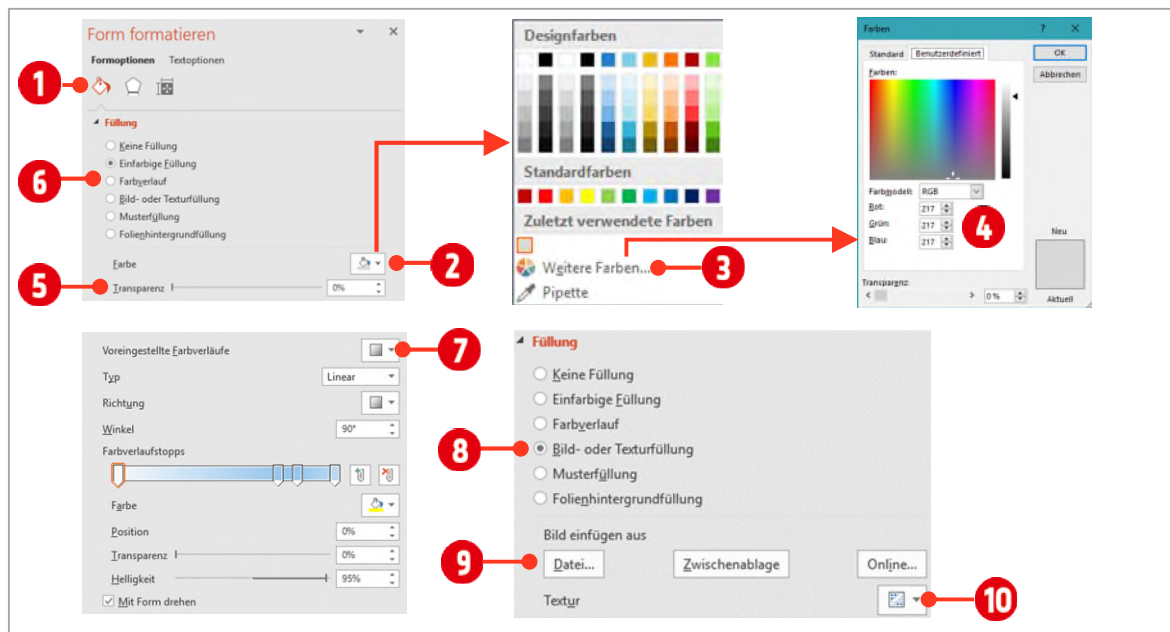 Form formatieren
Formoptionen Textoptionen
1
Füllung
Keine Füllung
Einfarbige Füllung
6
Farbverlauf
Bild- oder Texturfüllung
Musterfüllung
Folienhintergrundfüllung
Farbe
2
5
Transparenz 0%
Designfarben
Standardfarben
Zuletzt verwendete Farben
Weitere Farben...
3
Pipette
Farben ? ×
Standard Benutzerdefiniert OK
Farben: Abbrechen
Farbmodell: RGB
Rot: 217
Grün: 217
4
Blau: 217
Neu
Transparenz:
< > 0 %
Aktuell
Voreingestellte Farbverläufe
7
Typ Linear
Richtung
Winkel 90°
Farbverlaufstopps
Farbe
Position 0%
Transparenz 0%
Helligkeit 95%
Mit Form drehen
Füllung
Keine Füllung
Einfarbige Füllung
Farbverlauf
8
Bild- oder Texturfüllung
Musterfüllung
Folienhintergrundfüllung
Bild einfügen aus
9
Datei... Zwischenablage Online...
Textur
10